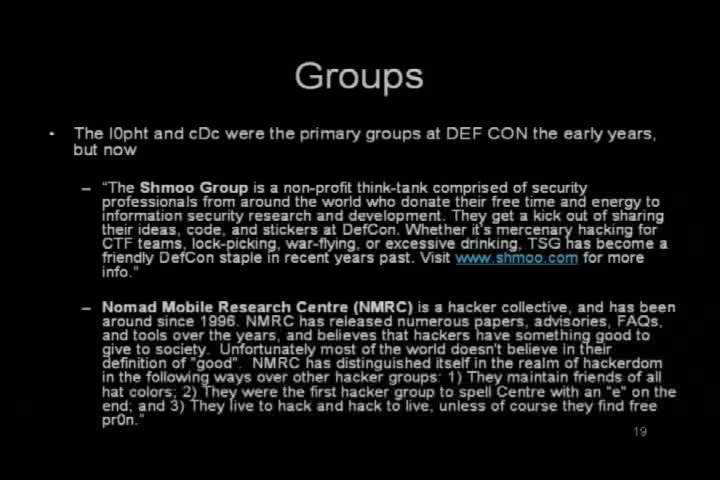 Groups
• The l0pht and cDc were the primary groups at DEF CON the early years,
but now
– "The Shmoo Group is a non-profit think-tank comprised of security
professionals from around the world who donate their free time and energy to
information security research and development. They get a kick out of sharing
their ideas, code, and stickers at DefCon. Whether it's mercenary hacking for
CTF teams, lock-picking, war-flying, or excessive drinking, TSG has become a
friendly DefCon staple in recent years past. Visit www.shmoo.com for more
info."
– Nomad Mobile Research Centre (NMRC) is a hacker collective, and has been
around since 1996. NMRC has released numerous papers, advisories, FAQs,
and tools over the years, and believes that hackers have something good to
give to society. Unfortunately most of the world doesn't believe in their
definition of "good". NMRC has distinguished itself in the realm of hackerdom
in the following ways over other hacker groups: 1) They maintain friends of all
hat colors; 2) They were the first hacker group to spell Centre with an "e" on the
end; and 3) They live to hack and hack to live, unless of course they find free
pr0n."
19